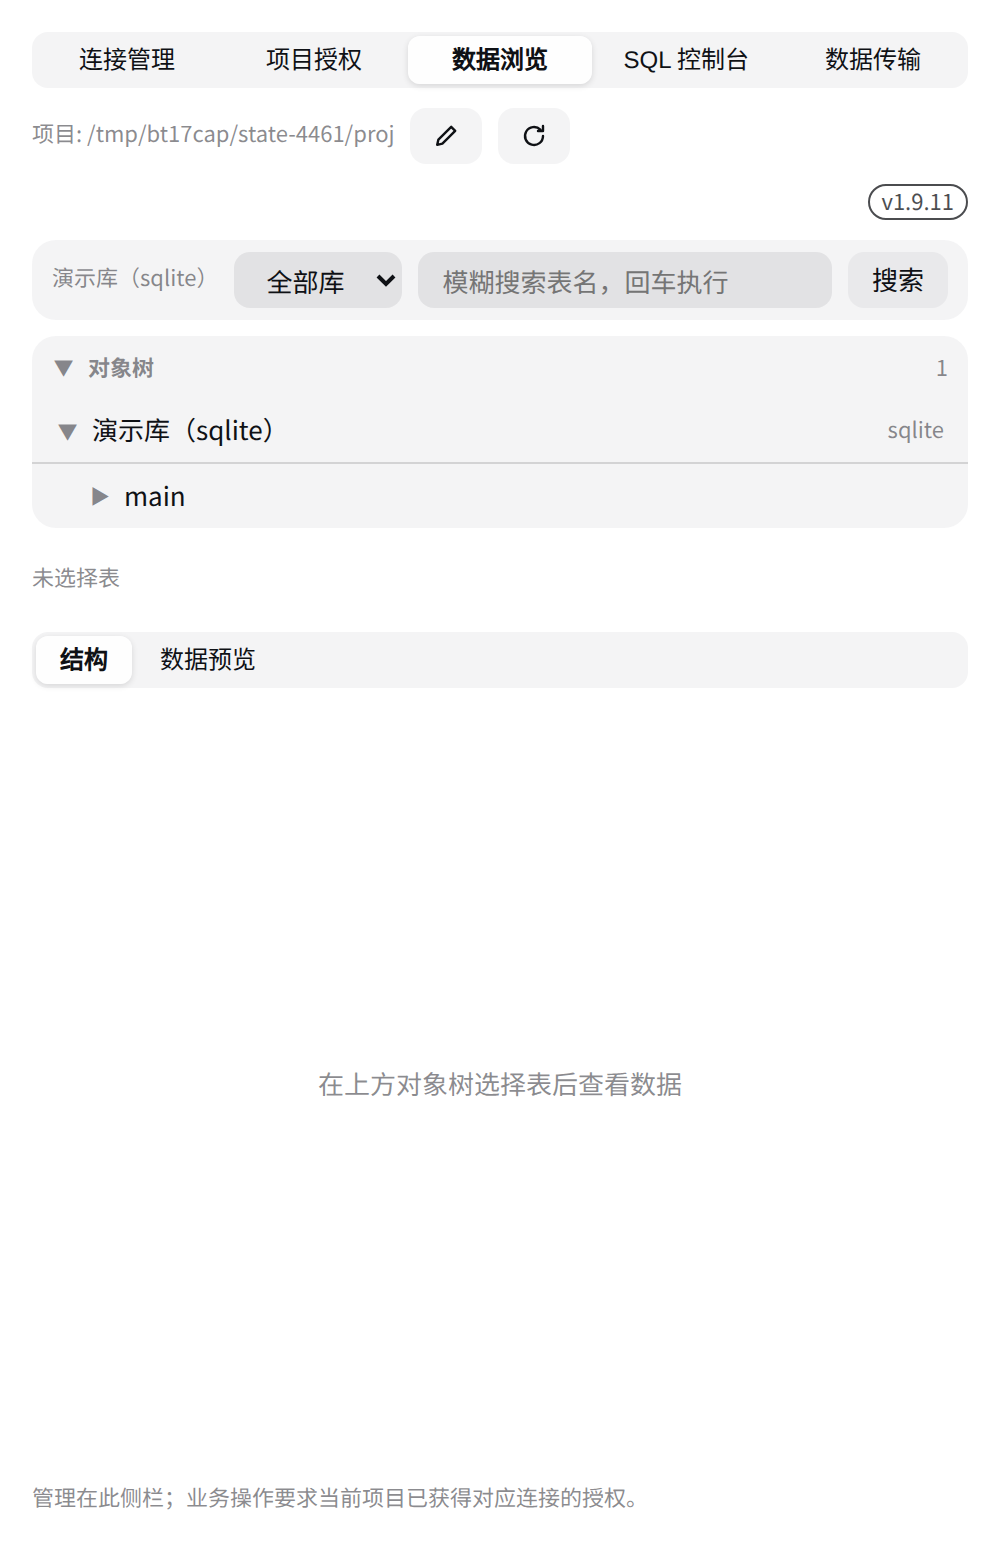 连接管理 项目授权 数据浏览 SQL 控制台 数据传输
项目: /tmp/bt17cap/state-4461/proj
v1.9.11
演示库（sqlite） 全部库 模糊搜索表名，回车执行 搜索
▼ 对象树 1
▼ 演示库（sqlite） sqlite
▶ main
未选择表
结构 数据预览
在上方对象树选择表后查看数据
管理在此侧栏；业务操作要求当前项目已获得对应连接的授权。